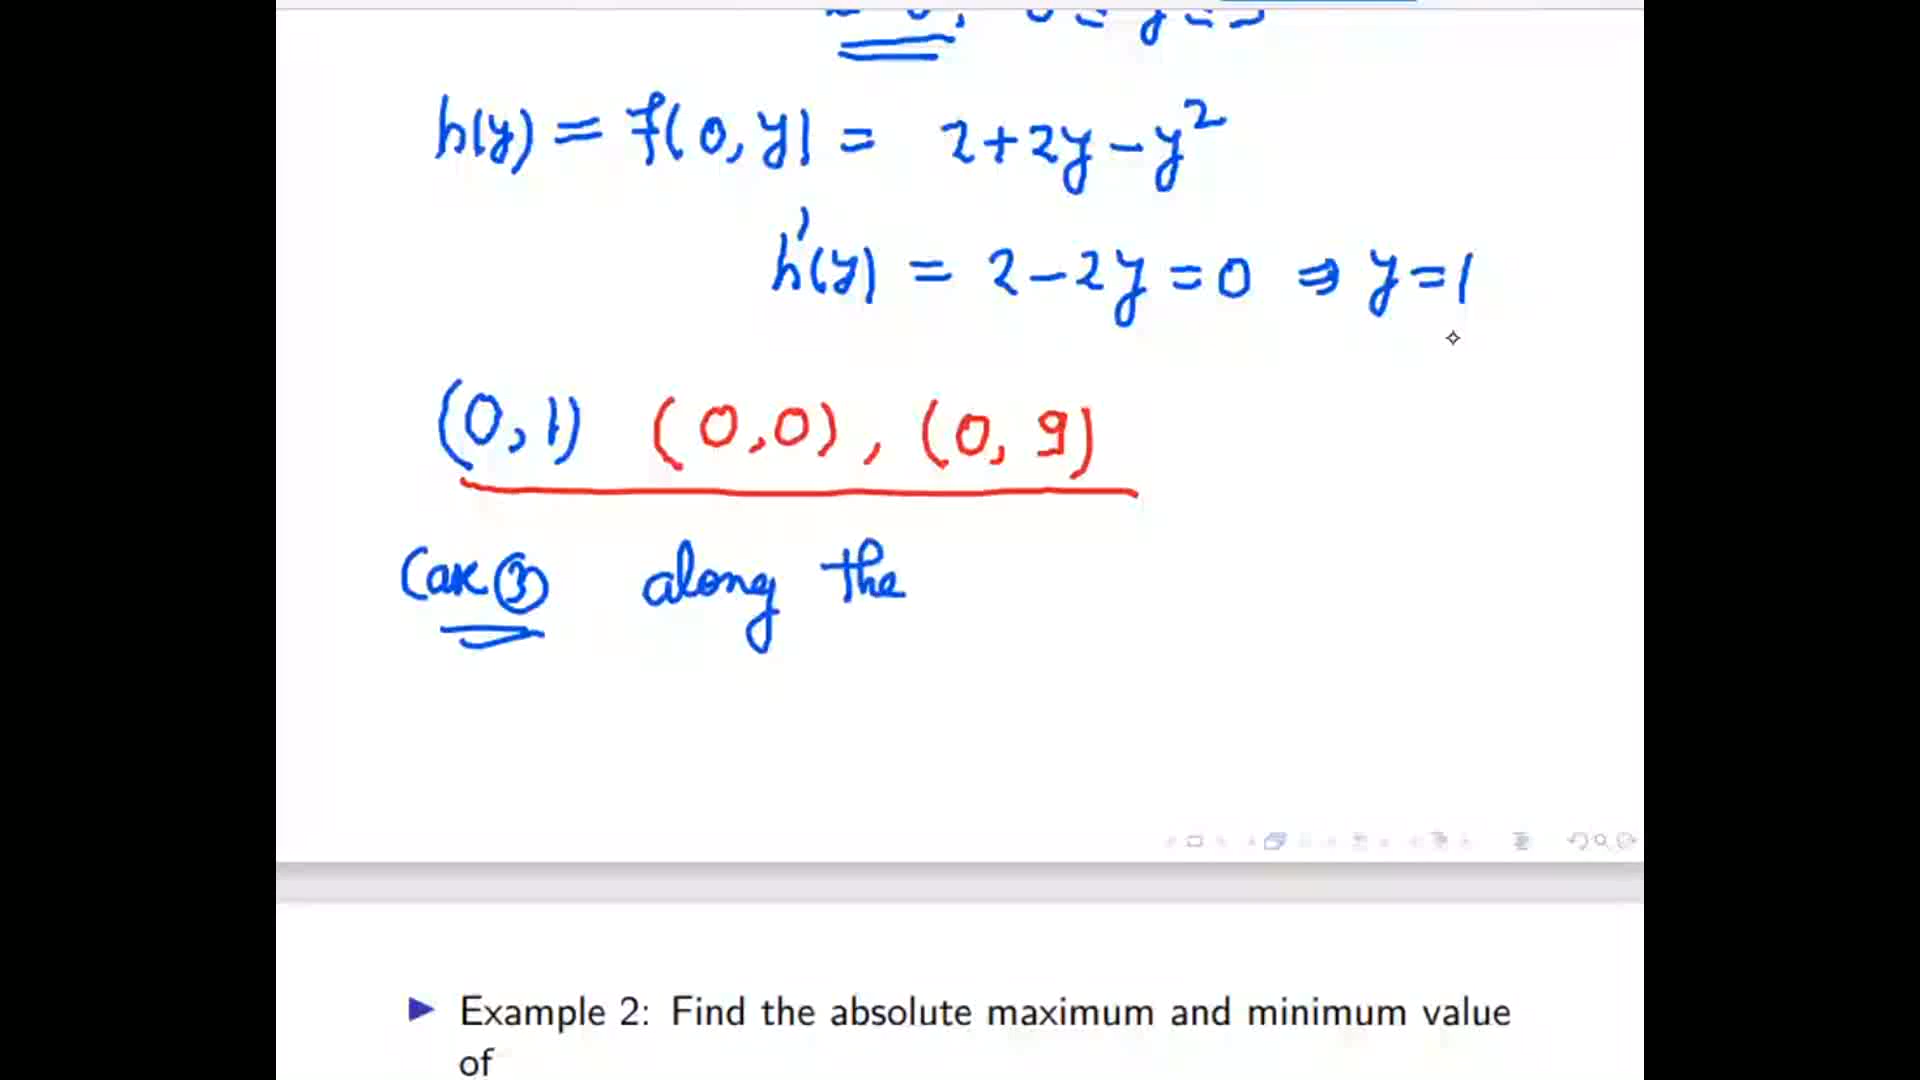 h(y) = f(0, y) = 2+2y-y²
h'(y) = 2-2y=0 ⇒ y=1
(0,1) (0,0), (0, 9)
Case ③ along the
Example 2: Find the absolute maximum and minimum value
of